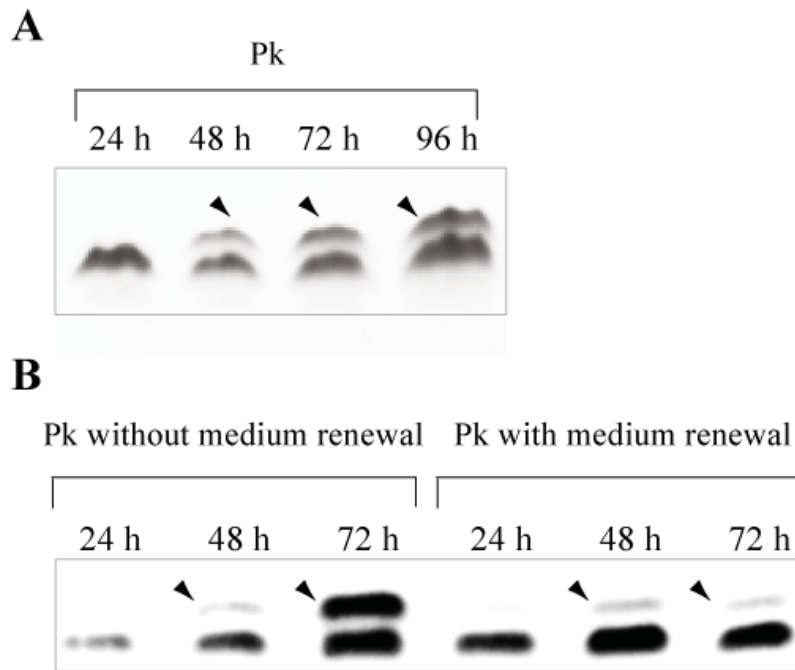 A
Pk
24 h 48 h 72 h 96 h
B
Pk without medium renewal Pk with medium renewal
24 h 48 h 72 h 24 h 48 h 72 h